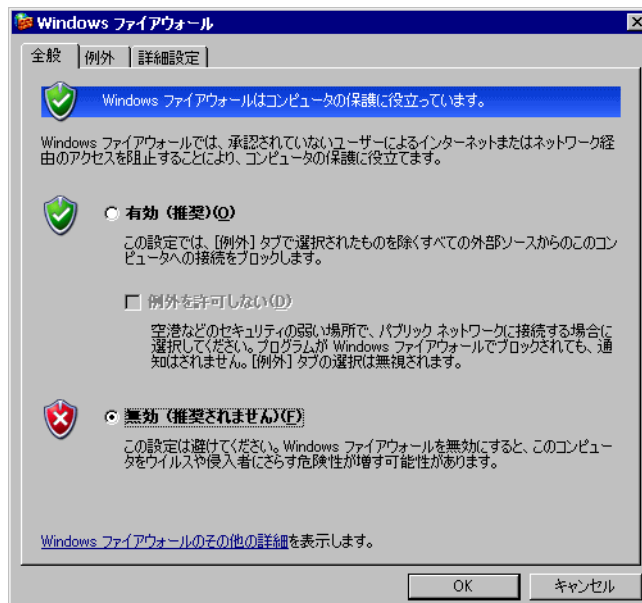 Windows ファイアウォール
全般
例外
詳細設定
Windows ファイアウォールはコンピュータの保護に役立っています。
Windows ファイアウォールでは、承認されていないユーザーによるインターネットまたはネットワーク経
由のアクセスを阻止することにより、コンピュータの保護に役立てます。
有効 (推奨)(O)
この設定では、[例外] タブで選択されたものを除くすべての外部ソースからのこのコン
ピュータへの接続をブロックします。
例外を許可しない(D)
空港などのセキュリティの弱い場所で、パブリック ネットワークに接続する場合に
選択してください。プログラムが Windows ファイアウォールでブロックされても、通
知はされません。[例外] タブの選択は無視されます。
無効 (推奨されません)(F)
この設定は避けてください。Windows ファイアウォールを無効にすると、このコンピュー
タをウイルスや侵入者にさらす危険性が増す可能性があります。
Windows ファイアウォールのその他の詳細を表示します。
OK
キャンセル